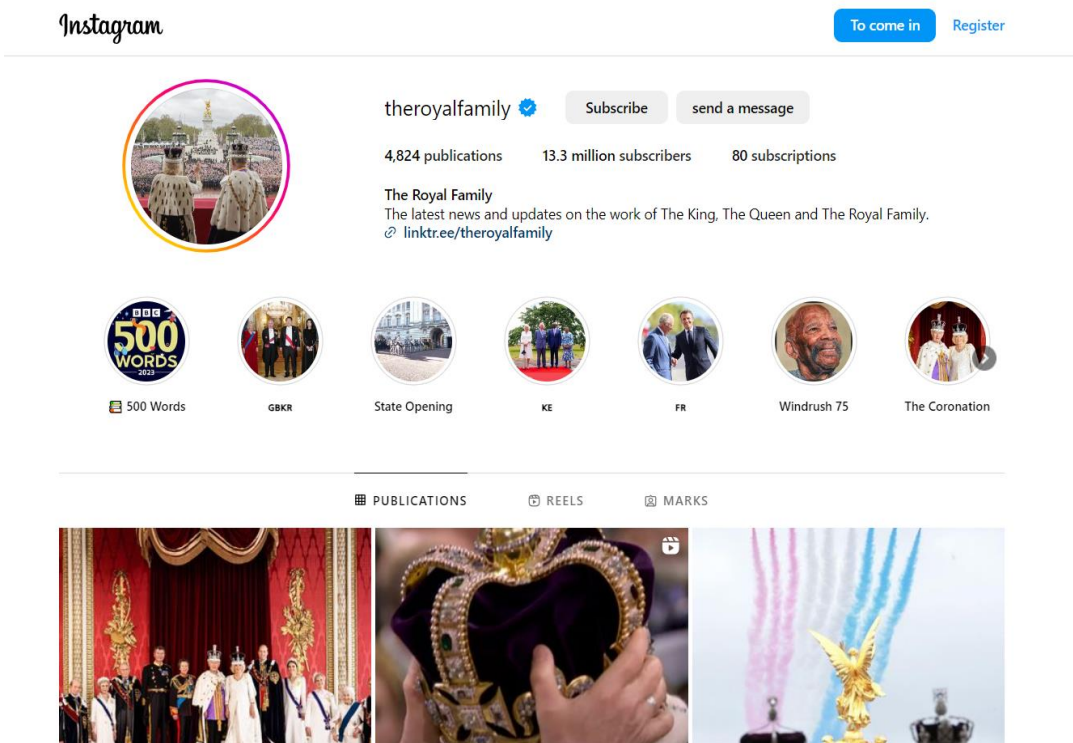 Instagram
To come in
Register
theroyalfamily
Subscribe
send a message
4,824 publications
13.3 million subscribers
80 subscriptions
The Royal Family
The latest news and updates on the work of The King, The Queen and The Royal Family.
linktr.ee/theroyalfamily
BBC
500
WORDS
2023
500 Words
GBKR
State Opening
KE
FR
Windrush 75
The Coronation
PUBLICATIONS
REELS
MARKS